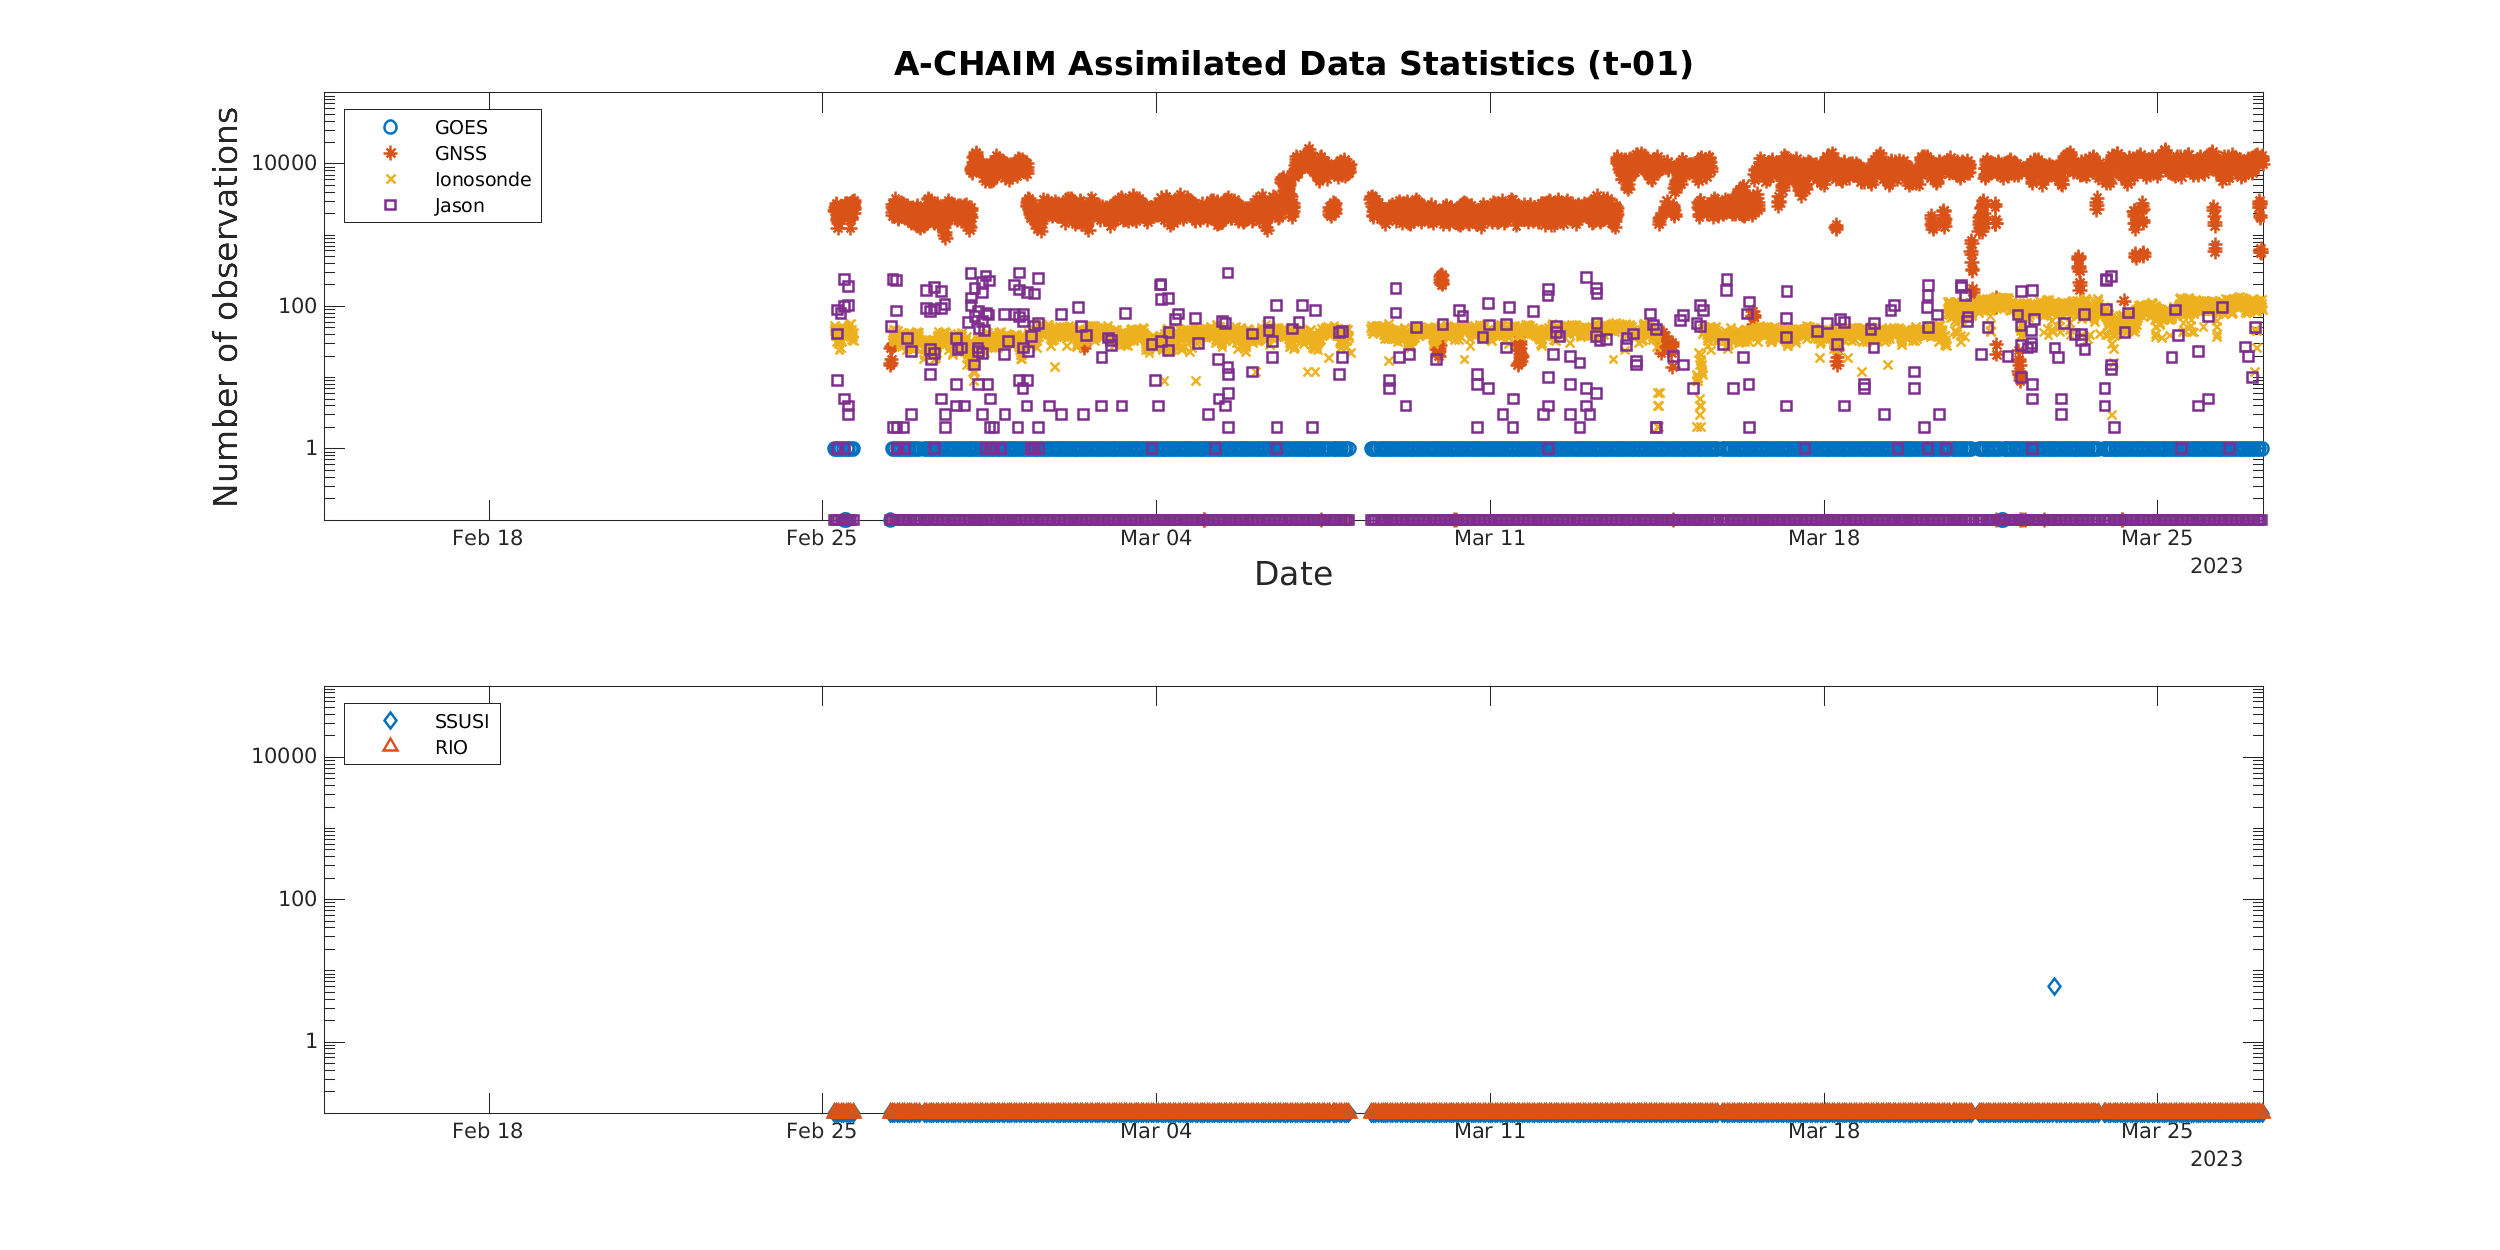 A-CHAIM Assimilated Data Statistics (t-01)
Number of observations
10000
100
1
GOES
GNSS
Ionosonde
Jason
Feb 18
Feb 25
Mar 04
Mar 11
Mar 18
Mar 25
2023
Date
10000
100
1
SSUSI
RIO
Feb 18
Feb 25
Mar 04
Mar 11
Mar 18
Mar 25
2023